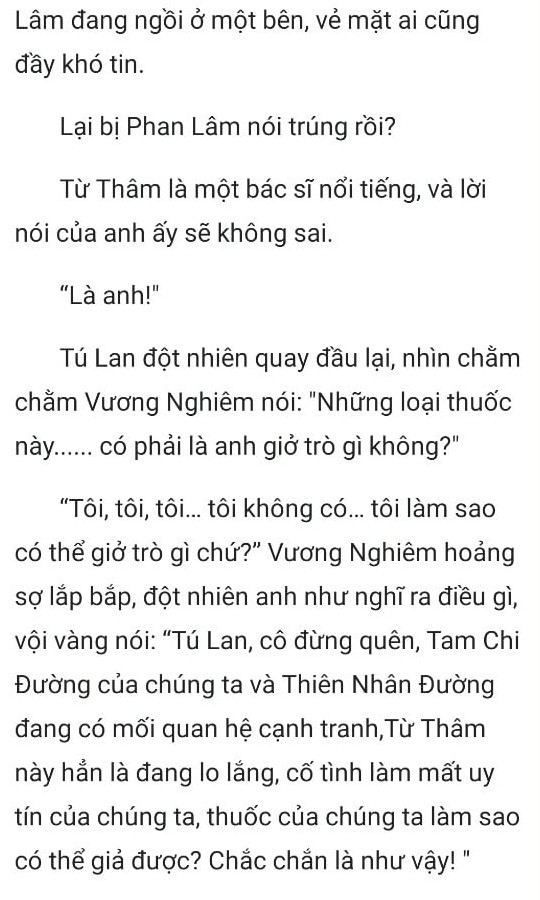 Lâm đang ngồi ở một bên, vẻ mặt ai cũng
đầy khó tin.
Lại bị Phan Lâm nói trúng rồi?
Từ Thâm là một bác sĩ nổi tiếng, và lời
nói của anh ấy sẽ không sai.
“Là anh!"
Tú Lan đột nhiên quay đầu lại, nhìn chằm
chằm Vương Nghiêm nói: "Những loại thuốc
này...... có phải là anh giở trò gì không?"
“Tôi, tôi, tôi... tôi không có... tôi làm sao
có thể giở trò gì chứ?” Vương Nghiêm hoảng
sợ lắp bắp, đột nhiên anh như nghĩ ra điều gì,
vội vàng nói: “Tú Lan, cô đừng quên, Tam Chi
Đường của chúng ta và Thiên Nhân Đường
đang có mối quan hệ cạnh tranh,Từ Thâm
này hẳn là đang lo lắng, cố tình làm mất uy
tín của chúng ta, thuốc của chúng ta làm sao
có thể giả được? Chắc chắn là như vậy! "